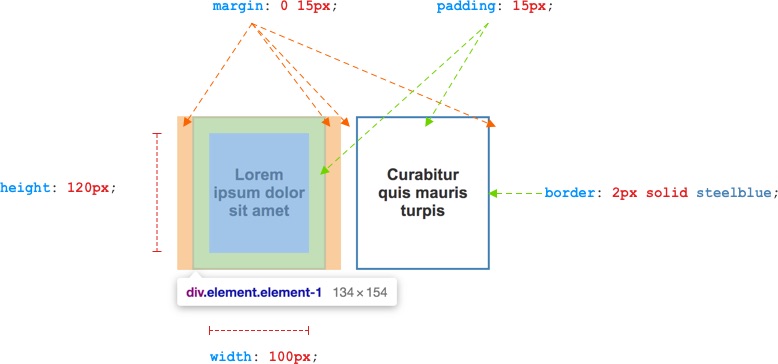 margin: 0 15px;
padding: 15px;
Lorem
ipsum dolor
sit amet
Curabitur
quis mauris
turpis
height: 120px;
border: 2px solid steelblue;
div.element.element-1 134 × 154
width: 100px;